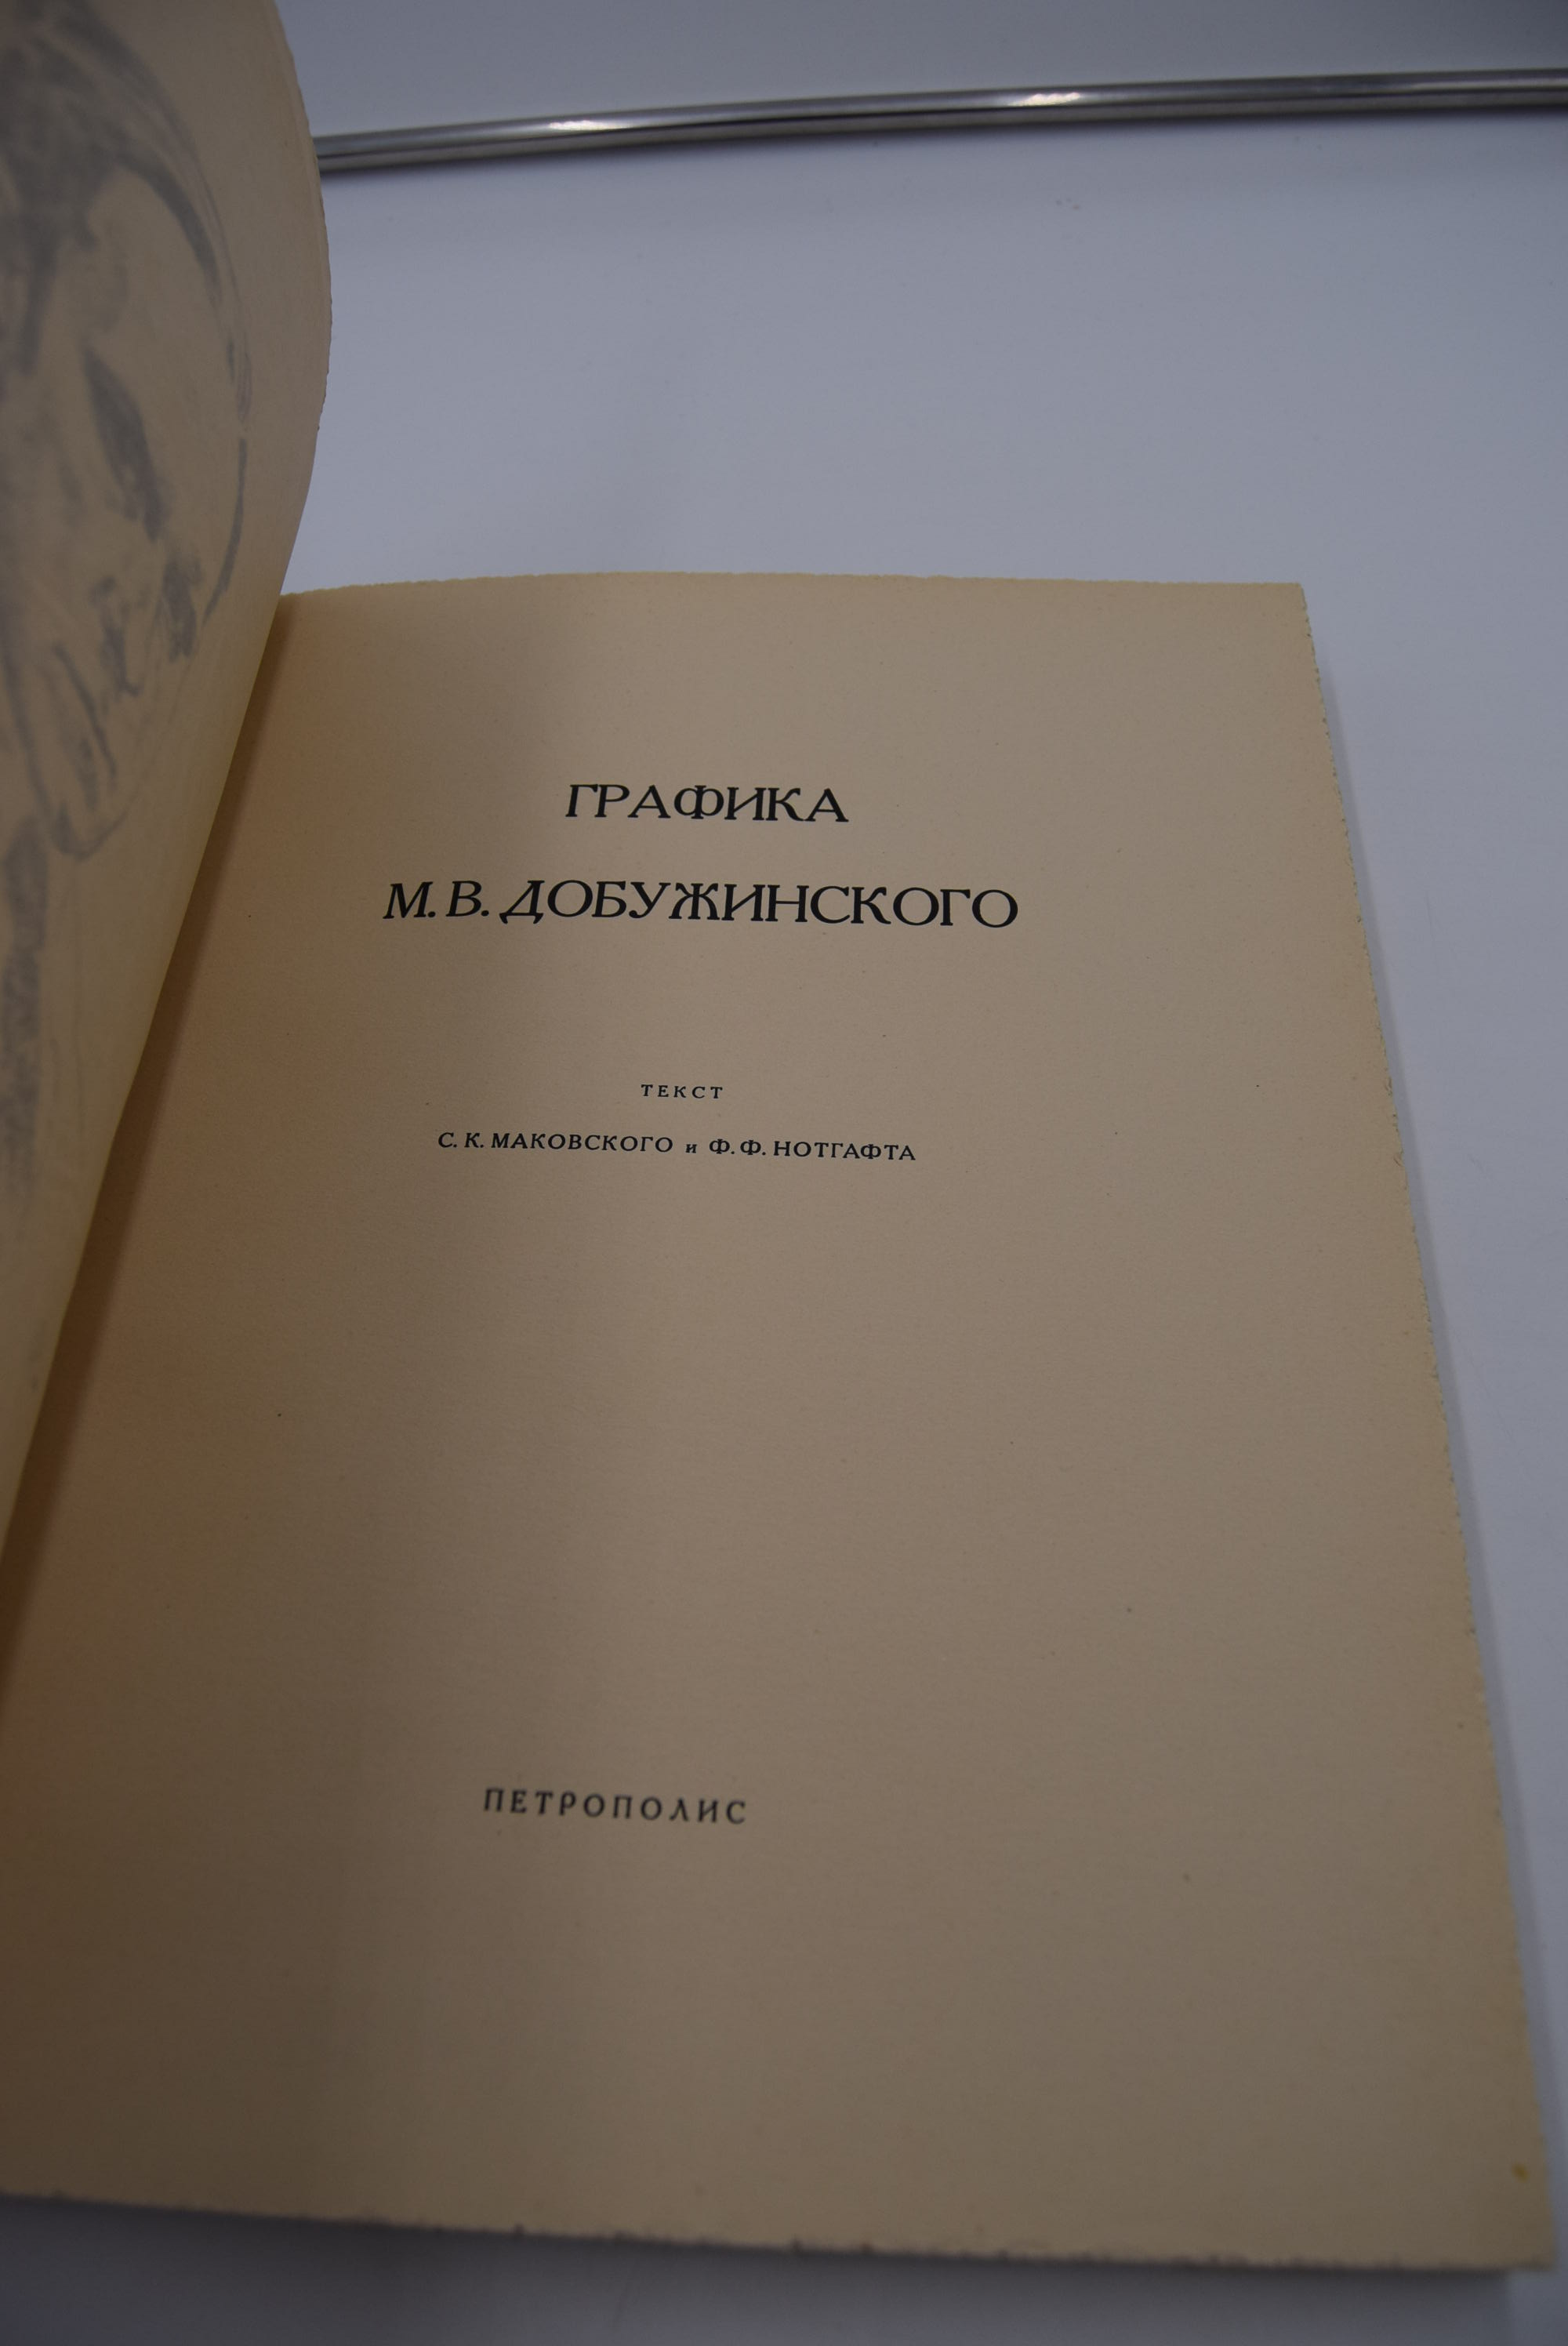 ГРАФИКА
М. В. ДОБУЖИНСКОГО
ТЕКСТ
С. К. МАКОВСКОГО и Ф. Ф. НОТГАФТА
ПЕТРОПОЛИС